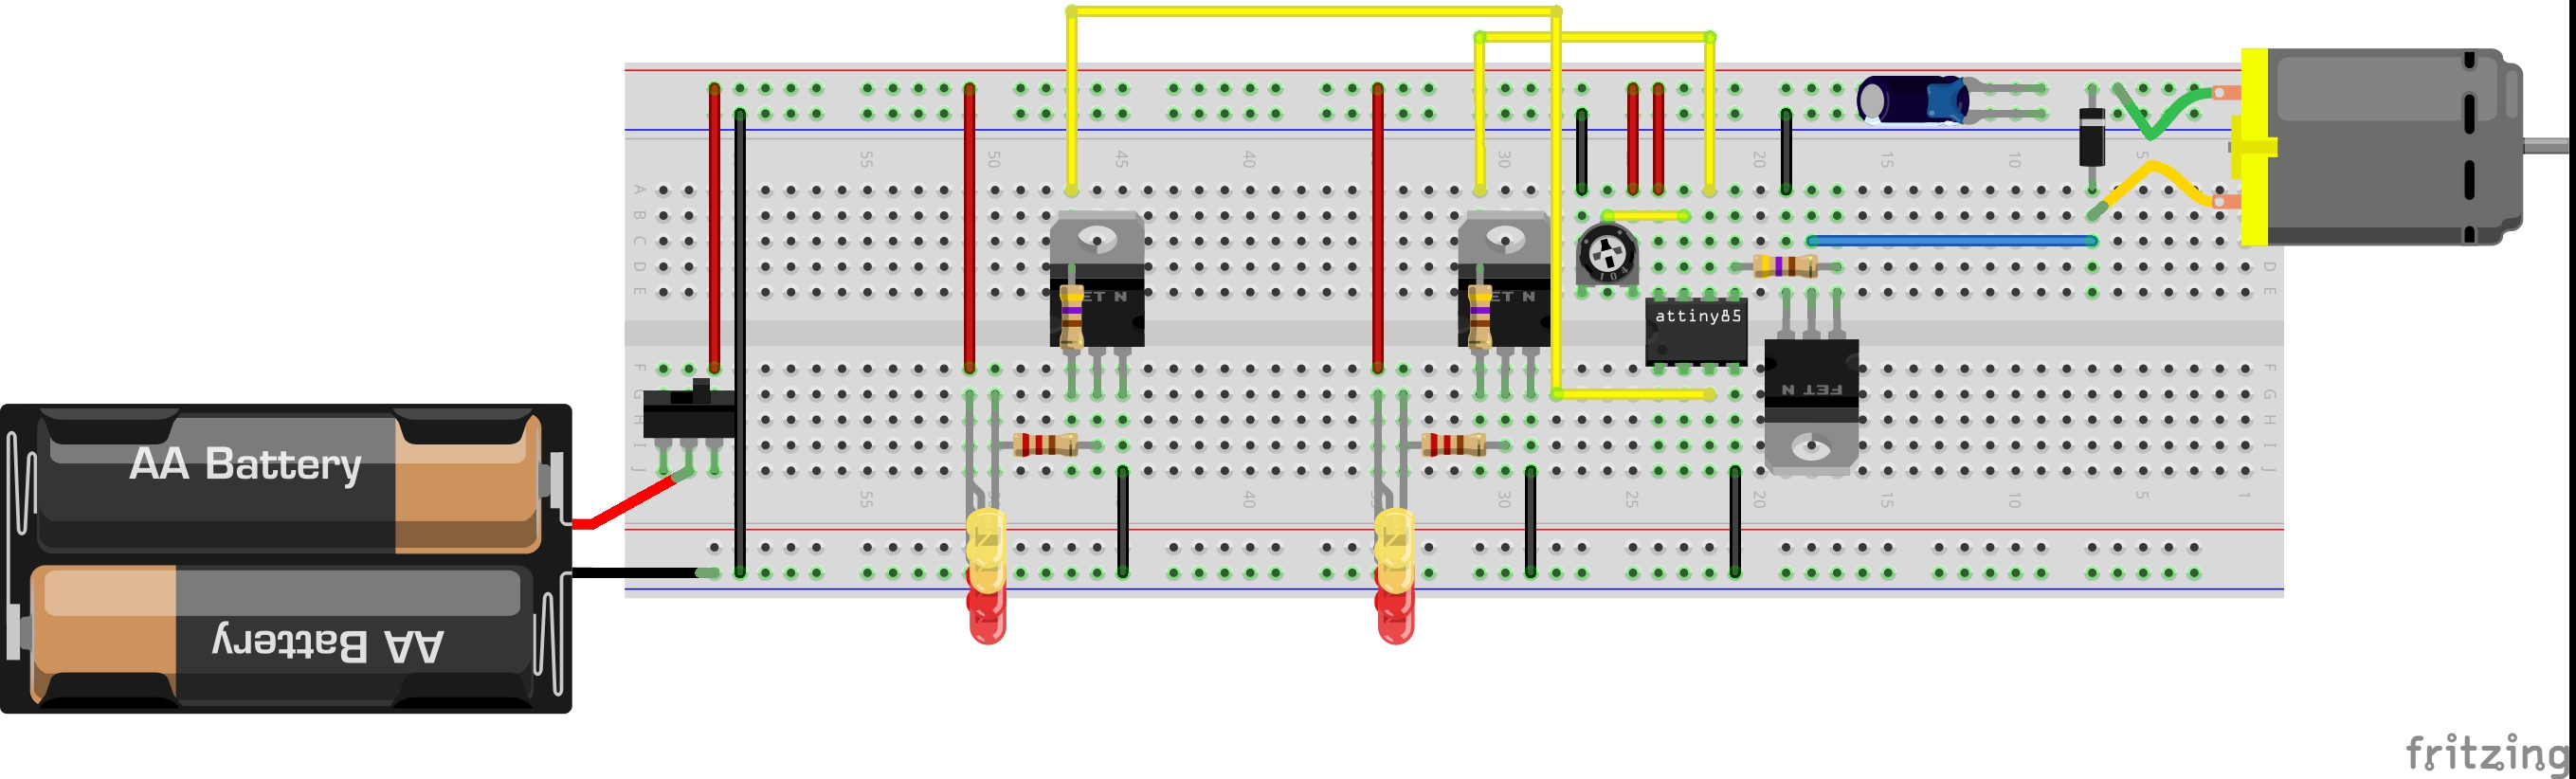 55 50 45 40 30 20 15 10 5
A
B
C
D D
E E
FET N FET N
104
attiny85
F F
G G
FET N
H H
I I
J J
55 40 30 25 20 15 10 5 1
AA Battery
AA Battery
fritzing